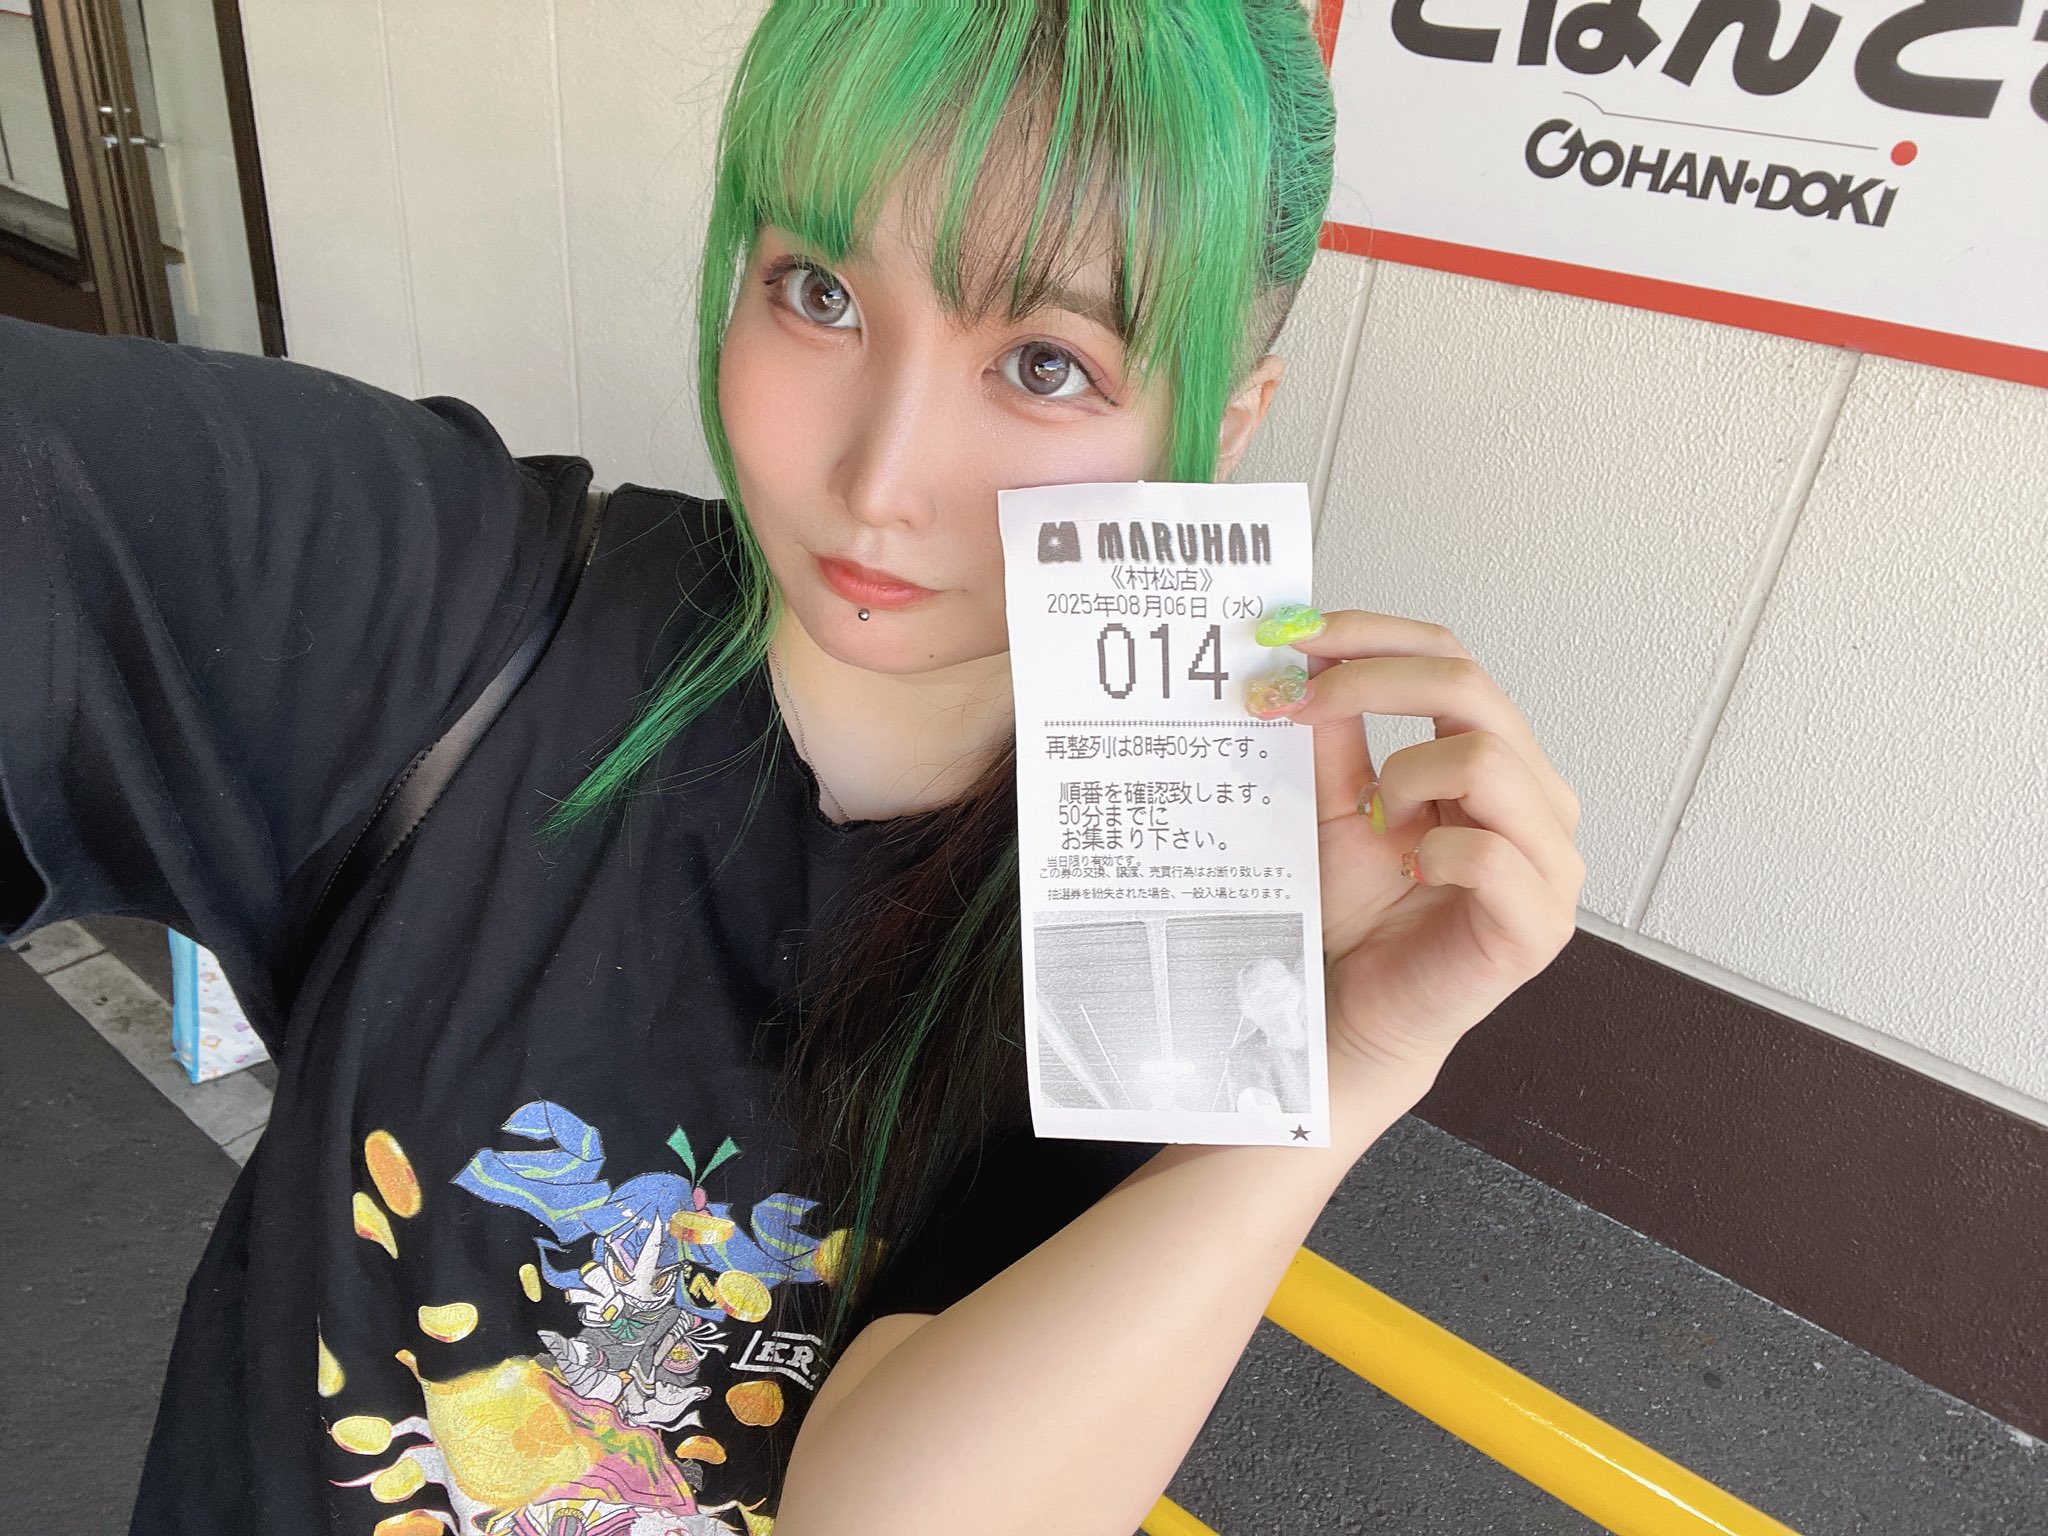 ごはんど
GOHAN・DOKi
MARUHAN
《村松店》
2025年08月06日（水）
014
再整列は8時50分です。
順番を確認致します。
50分までに
お集まり下さい。
当日限り有効です。
この券の交換、譲渡、売買行為はお断り致します。
抽選券を紛失された場合、一般入場となります。
★
KR